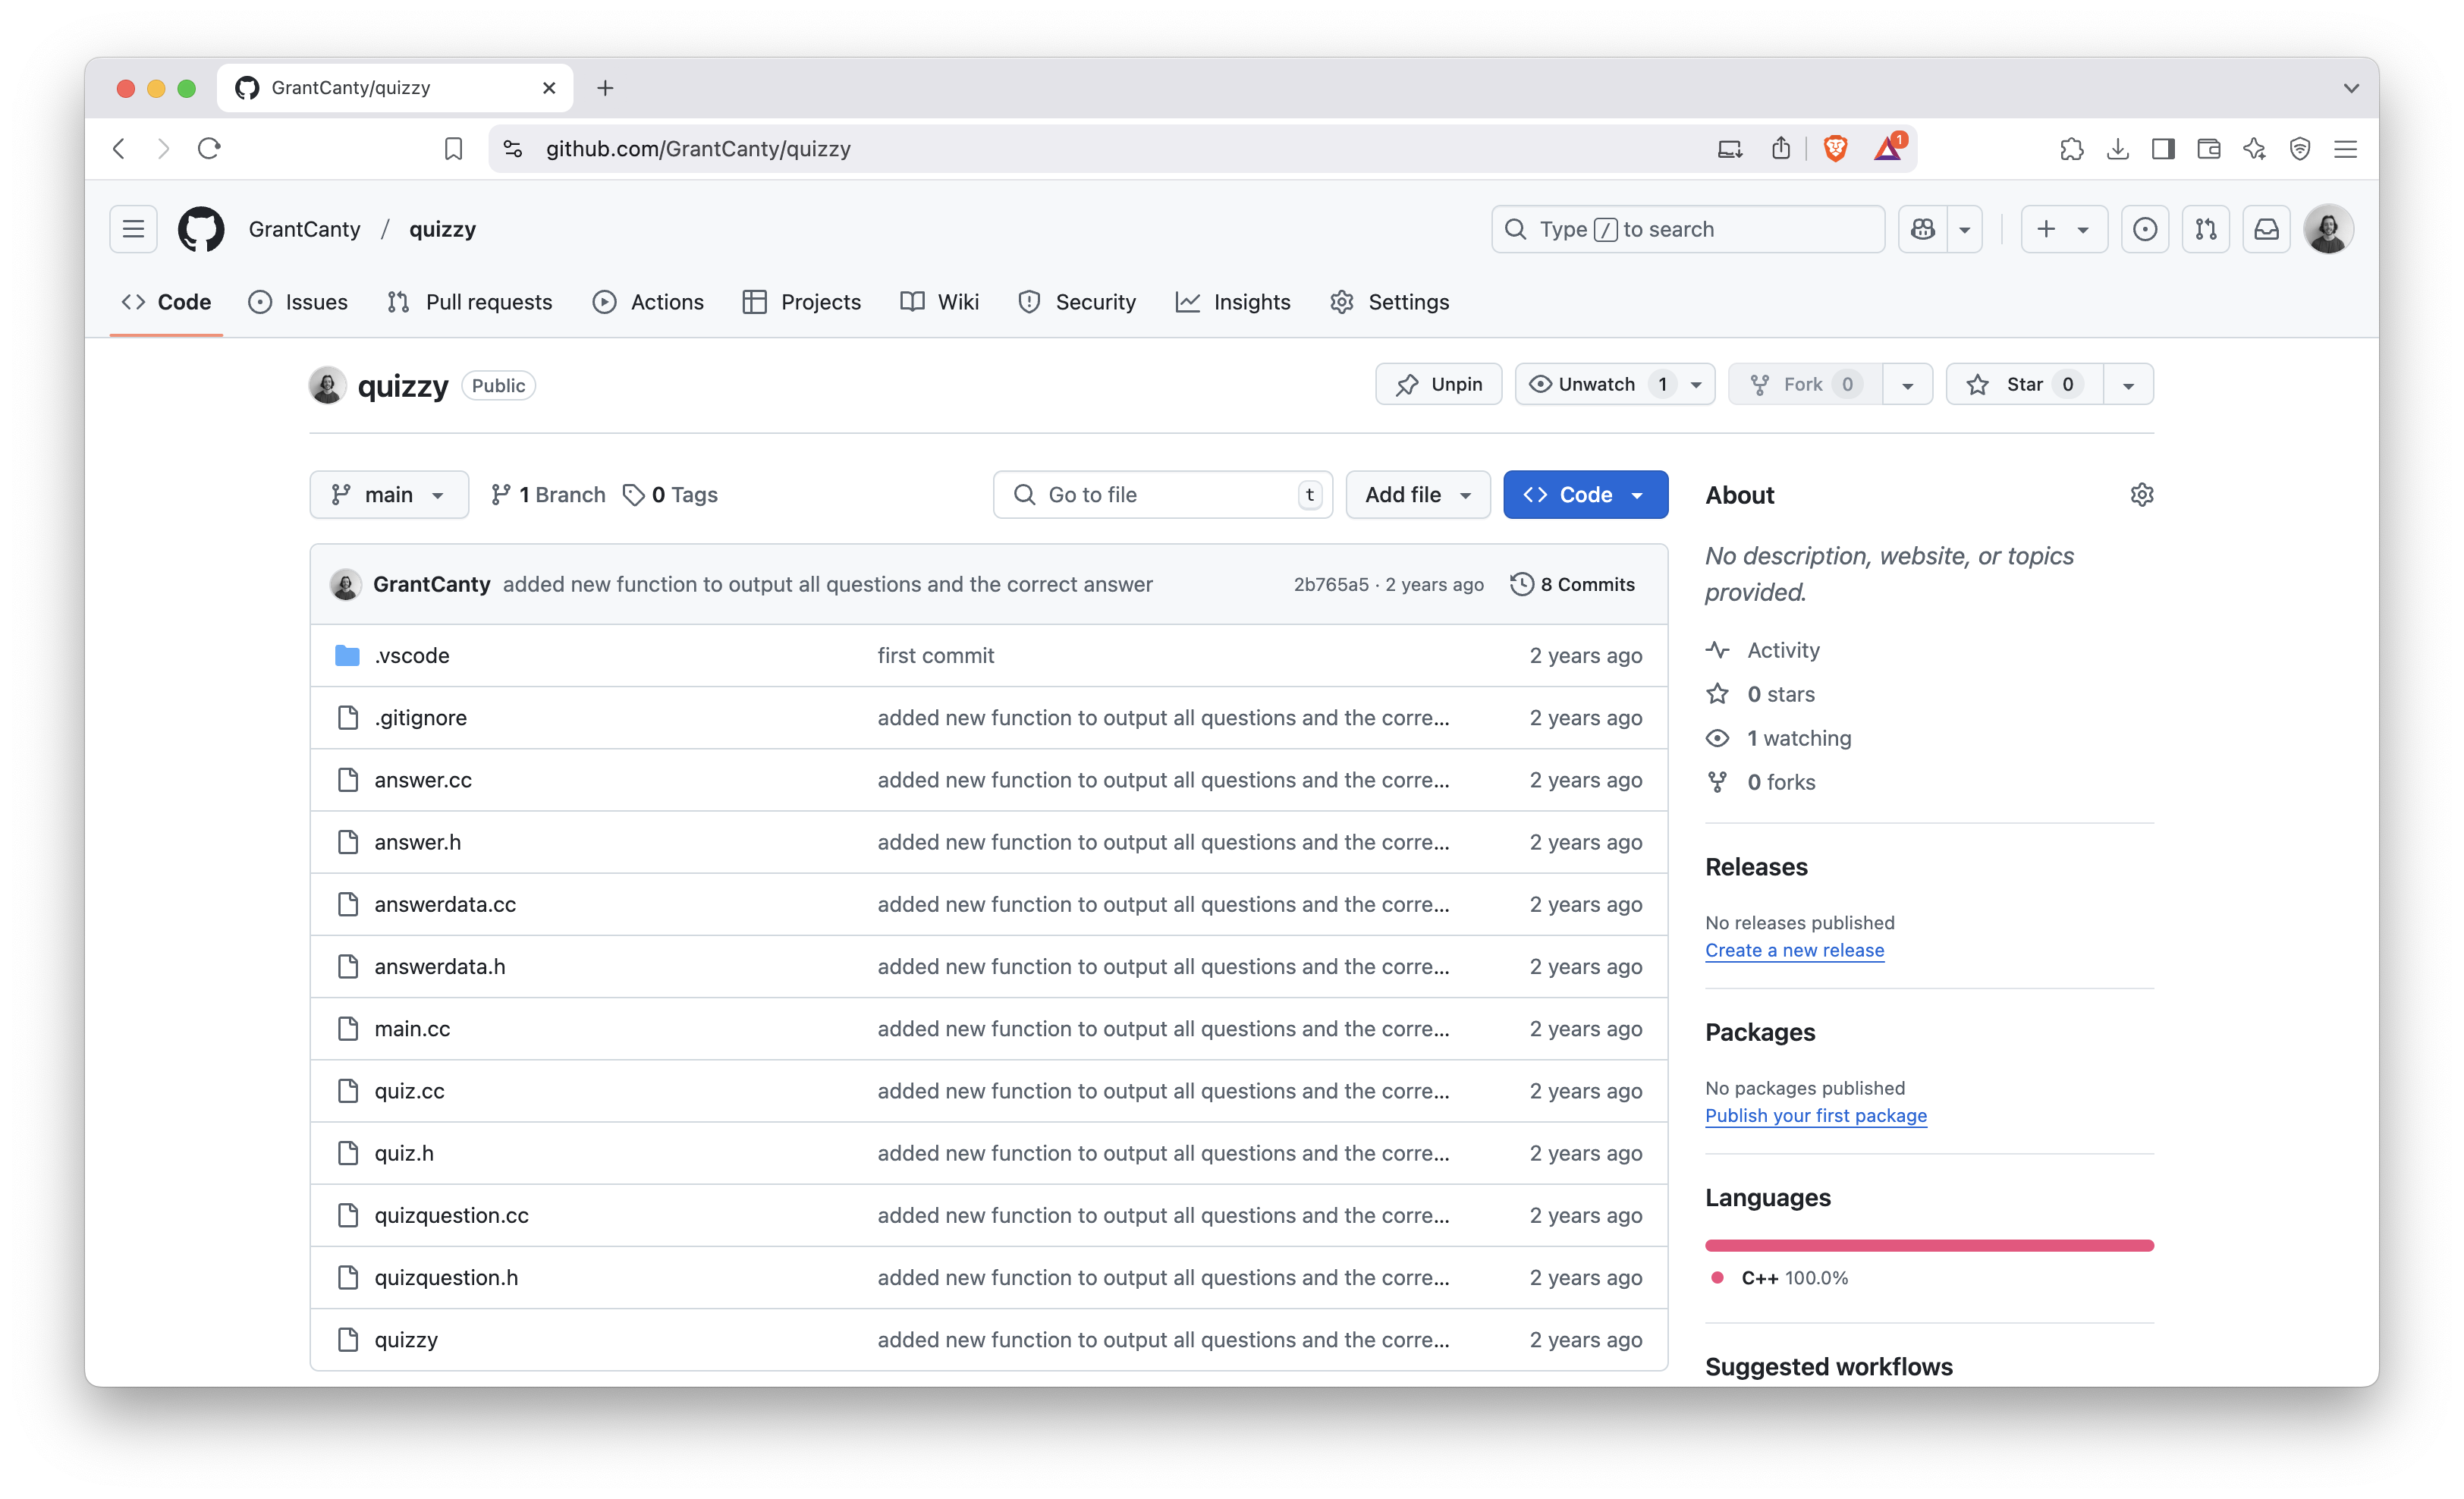 GrantCanty/quizzy
github.com/GrantCanty/quizzy
1
GrantCanty / quizzy
Type / to search
Code
Issues
Pull requests
Actions
Projects
Wiki
Security
Insights
Settings
quizzy Public
Unpin
Unwatch 1
Fork 0
Star 0
main
1 Branch
0 Tags
Go to file t
Add file
Code
GrantCanty added new function to output all questions and the correct answer 2b765a5 · 2 years ago 8 Commits
.vscode first commit 2 years ago
.gitignore added new function to output all questions and the corre... 2 years ago
answer.cc added new function to output all questions and the corre... 2 years ago
answer.h added new function to output all questions and the corre... 2 years ago
answerdata.cc added new function to output all questions and the corre... 2 years ago
answerdata.h added new function to output all questions and the corre... 2 years ago
main.cc added new function to output all questions and the corre... 2 years ago
quiz.cc added new function to output all questions and the corre... 2 years ago
quiz.h added new function to output all questions and the corre... 2 years ago
quizquestion.cc added new function to output all questions and the corre... 2 years ago
quizquestion.h added new function to output all questions and the corre... 2 years ago
quizzy added new function to output all questions and the corre... 2 years ago
About
No description, website, or topics
provided.
Activity
0 stars
1 watching
0 forks
Releases
No releases published
Create a new release
Packages
No packages published
Publish your first package
Languages
C++ 100.0%
Suggested workflows